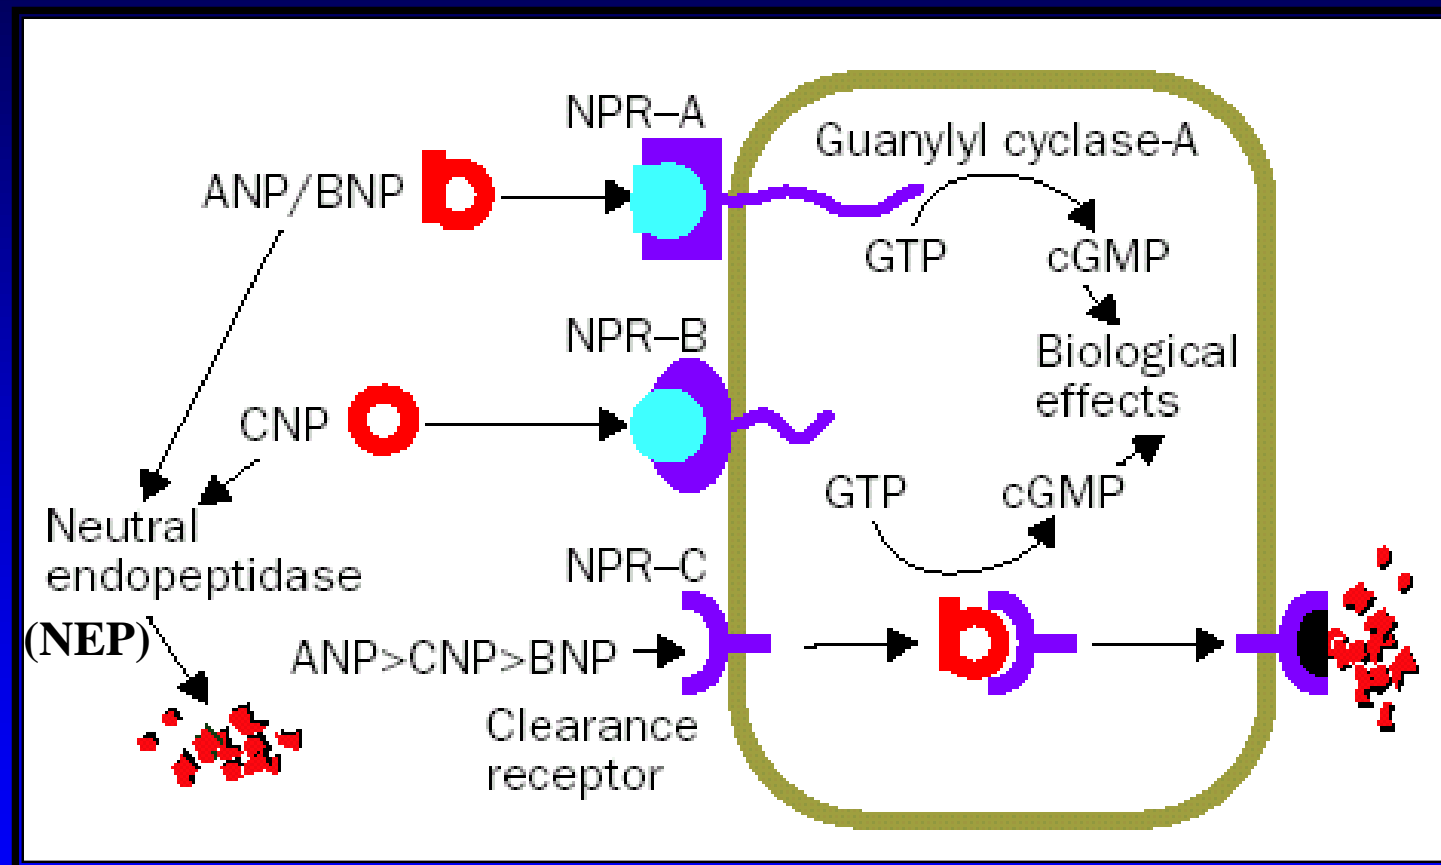 NPR–A
Guanylyl cyclase-A
ANP/BNP
GTP
cGMP
NPR–B
Biological
effects
CNP
GTP
cGMP
Neutral
endopeptidase
(NEP)
NPR–C
ANP>CNP>BNP
Clearance
receptor